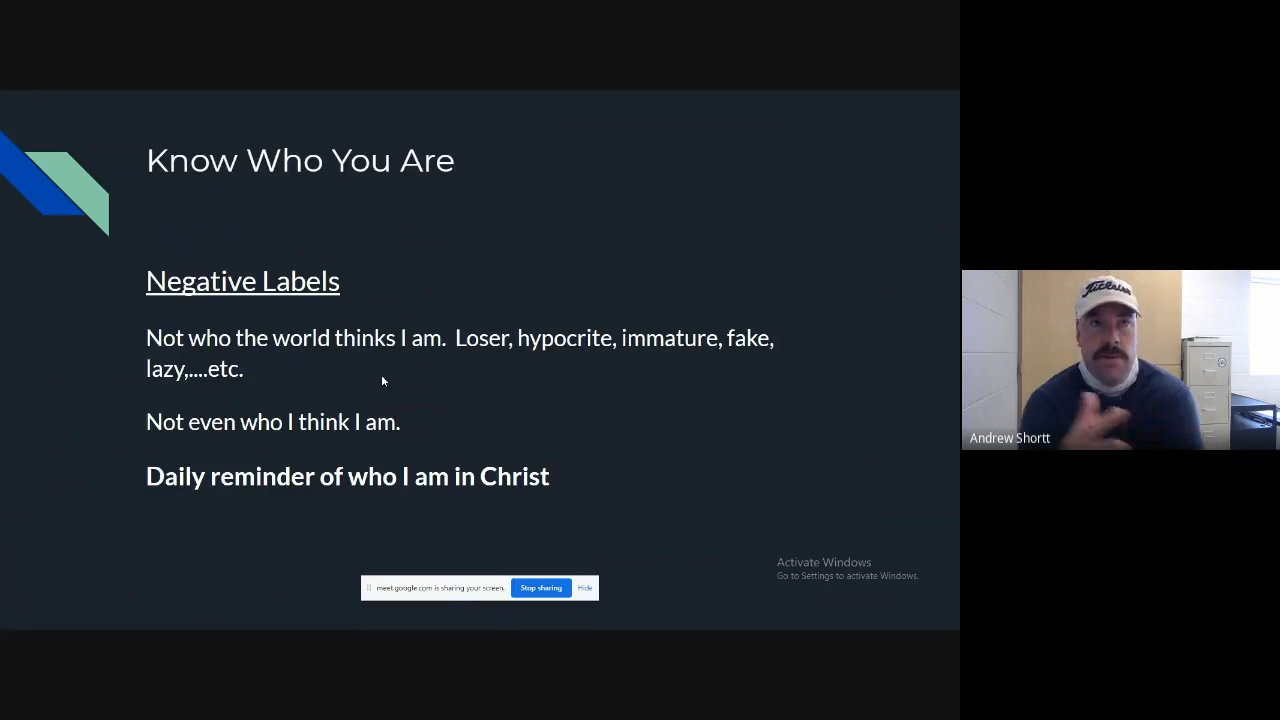 Know Who You Are
Negative Labels
Not who the world thinks I am.  Loser, hypocrite, immature, fake,
lazy,....etc.
Not even who I think I am.
Daily reminder of who I am in Christ
Activate Windows
Go to Settings to activate Windows.
meet.google.com is sharing your screen. Stop sharing Hide
Titleist
Andrew Shortt